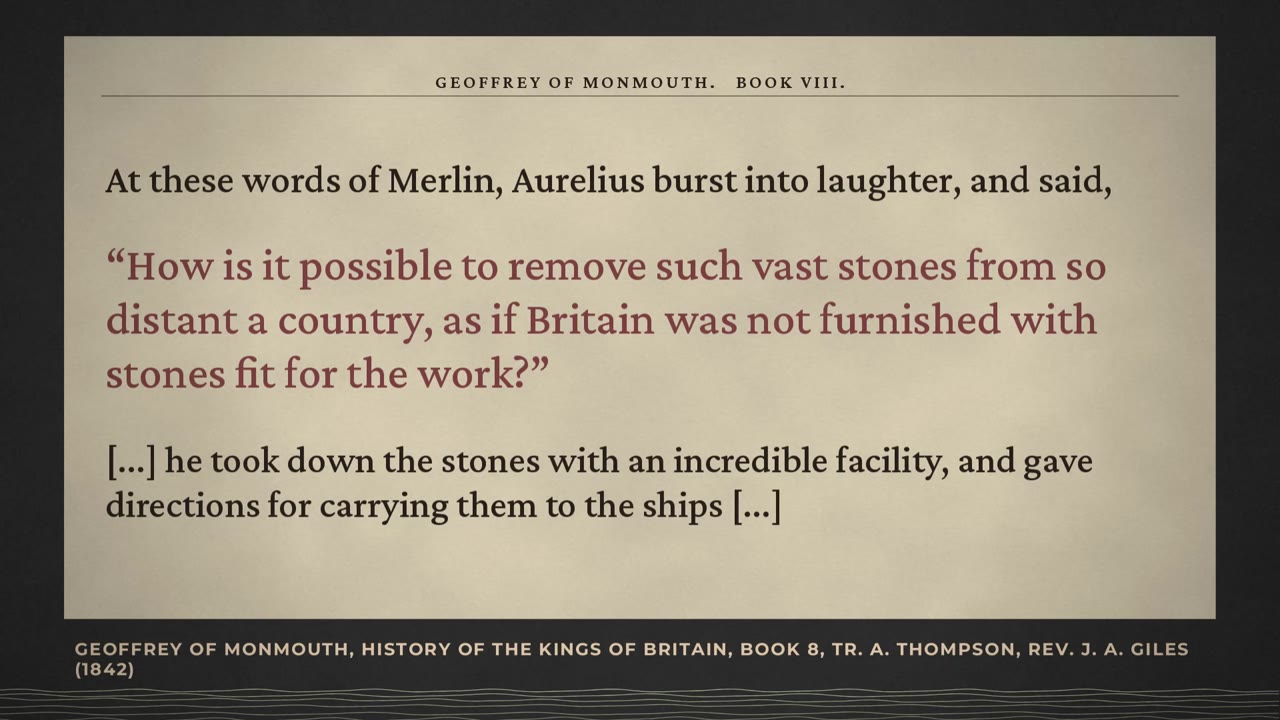 GEOFFREY OF MONMOUTH. BOOK VIII.
At these words of Merlin, Aurelius burst into laughter, and said,
“How is it possible to remove such vast stones from so
distant a country, as if Britain was not furnished with
stones fit for the work?”
[...] he took down the stones with an incredible facility, and gave
directions for carrying them to the ships [...]
GEOFFREY OF MONMOUTH, HISTORY OF THE KINGS OF BRITAIN, BOOK 8, TR. A. THOMPSON, REV. J. A. GILES
(1842)